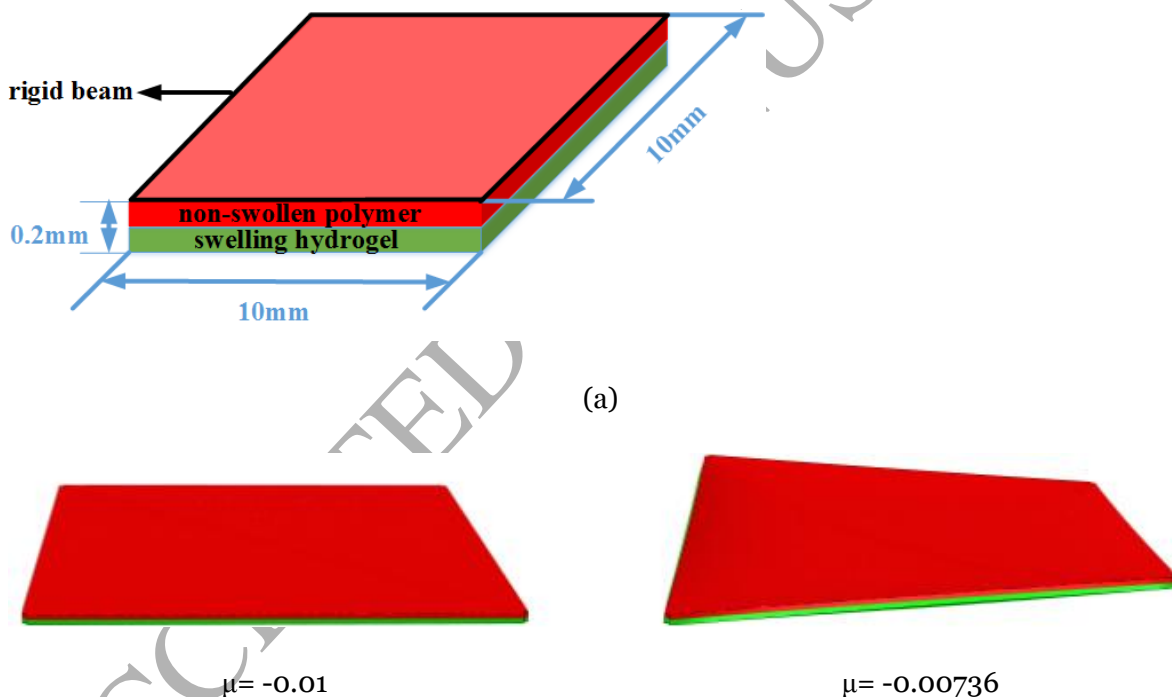 rigid beam
10mm
non-swollen polymer
0.2mm
swelling hydrogel
10mm
(a)
μ= -0.01
μ= -0.00736